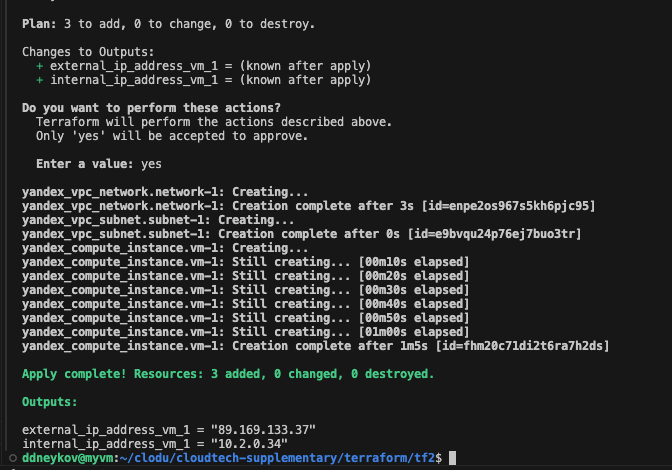 Plan: 3 to add, 0 to change, 0 to destroy.
Changes to Outputs:
+ external_ip_address_vm_1 = (known after apply)
+ internal_ip_address_vm_1 = (known after apply)
Do you want to perform these actions?
Terraform will perform the actions described above.
Only 'yes' will be accepted to approve.
Enter a value: yes
yandex_vpc_network.network-1: Creating...
yandex_vpc_network.network-1: Creation complete after 3s [id=enpe2os967s5kh6pjc95]
yandex_vpc_subnet.subnet-1: Creating...
yandex_vpc_subnet.subnet-1: Creation complete after 0s [id=e9bvqu24p76ej7buo3tr]
yandex_compute_instance.vm-1: Creating...
yandex_compute_instance.vm-1: Still creating... [00m10s elapsed]
yandex_compute_instance.vm-1: Still creating... [00m20s elapsed]
yandex_compute_instance.vm-1: Still creating... [00m30s elapsed]
yandex_compute_instance.vm-1: Still creating... [00m40s elapsed]
yandex_compute_instance.vm-1: Still creating... [00m50s elapsed]
yandex_compute_instance.vm-1: Still creating... [01m00s elapsed]
yandex_compute_instance.vm-1: Creation complete after 1m5s [id=fhm20c71di2t6ra7h2ds]
Apply complete! Resources: 3 added, 0 changed, 0 destroyed.
Outputs:
external_ip_address_vm_1 = "89.169.133.37"
internal_ip_address_vm_1 = "10.2.0.34"
ddneykov@myvm:~/clodu/cloudtech-supplementary/terraform/tf2$